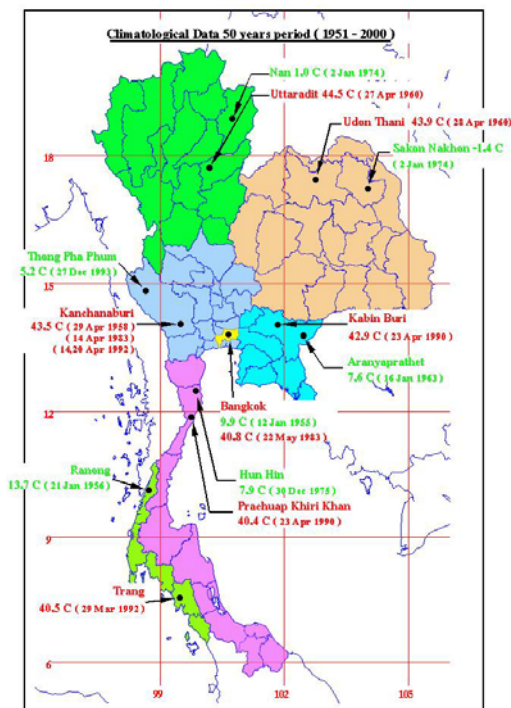 Climatological Data 50 years period ( 1951 - 2000 )
Nan 1.0 C ( 2 Jan 1974 )
Uttaradit 44.5 C ( 27 Apr 1960 )
Udon Thani 43.9 C ( 28 Apr 1960 )
Sakon Nakhon -1.4 C
( 2 Jan 1974 )
18
Thong Pha Phum
5.2 C ( 27 Dec 1993 )
15
Kanchanaburi
43.5 C ( 29 Apr 1958 )
( 14 Apr 1983 )
( 14,20 Apr 1992 )
Kabin Buri
42.9 C ( 23 Apr 1990 )
Aranyaprathet
7.6 C ( 16 Jan 1963 )
Bangkok
9.9 C ( 12 Jan 1955 )
40.8 C ( 22 May 1983 )
12
Ranong
13.7 C ( 21 Jan 1956 )
Hun Hin
7.9 C ( 30 Dec 1975 )
Prachuap Khiri Khan
40.4 C ( 23 Apr 1990 )
9
Trang
40.5 C ( 29 Mar 1992 )
6
99
102
105